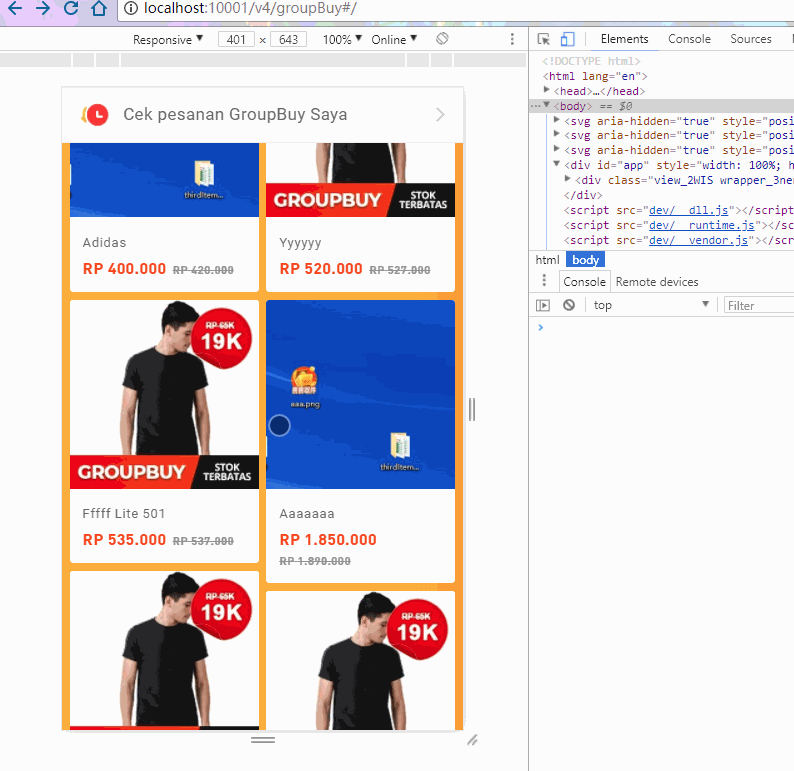 localhost:10001/v4/groupBuy#/
Responsive ▼ 401 × 643 100% ▼ Online ▼
Elements Console Sources
<!DOCTYPE html>
<html lang="en">
<head>…</head>
…<body> == $0
<svg aria-hidden="true" style="posi
<svg aria-hidden="true" style="posi
<svg aria-hidden="true" style="posi
<div id="app" style="width: 100%; h
<div class="view_2WIS wrapper_3ner
</div>
<script src="dev/__dll.js"></script
<script src="dev/__runtime.js"></sc
<script src="dev/__vendor.js"></scr
html body
Console Remote devices
top ▼ Filter
Cek pesanan GroupBuy Saya
thirdItem...
GROUPBUY STOK
TERBATAS
Adidas
RP 400.000 RP 420.000
Yyyyyy
RP 520.000 RP 527.000
RP 65K
19K
GROUPBUY STOK
TERBATAS
Fffff Lite 501
RP 535.000 RP 537.000
aaa.png
thirdItem...
Aaaaaaa
RP 1.850.000
RP 1.890.000
RP 65K
19K
RP 65K
19K